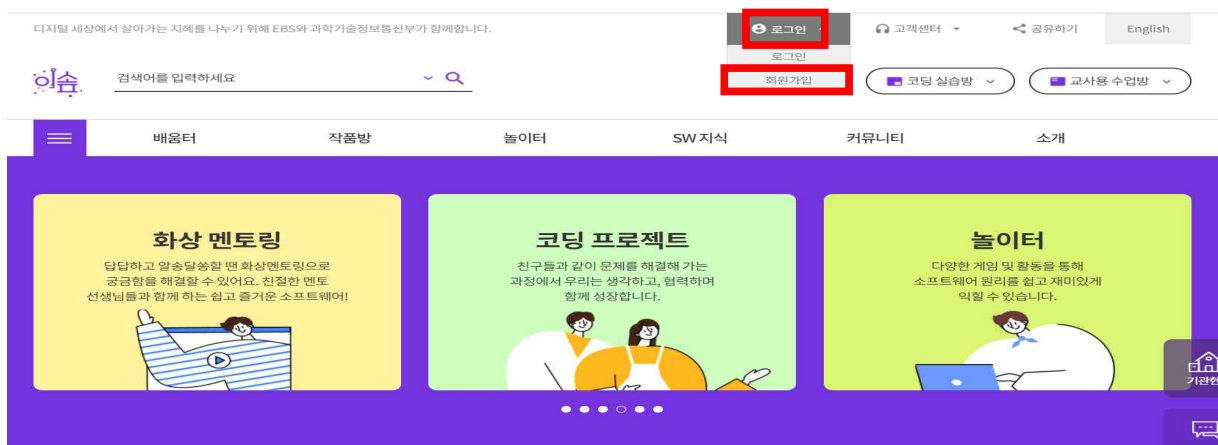 디지털 세상에서 살아가는 지혜를 나누기 위해 EBS와 과학기술정보통신부가 함께합니다.
로그인
고객센터
공유하기
English
로그인
회원가입
이솝
검색어를 입력하세요
코딩 실습방
교사용 수업방
배움터
작품방
놀이터
SW 지식
커뮤니티
소개
화상 멘토링
답답하고 알송달쏭할 땐 화상멘토링으로
궁금함을 해결할 수 있어요. 친절한 멘토
선생님들과 함께 하는 쉽고 즐거운 소프트웨어!
코딩 프로젝트
친구들과 같이 문제를 해결해 가는
과정에서 우리는 생각하고, 협력하며
함께 성장합니다.
놀이터
다양한 게임 및 활동을 통해
소프트웨어 원리를 쉽고 재미있게
익힐 수 있습니다.